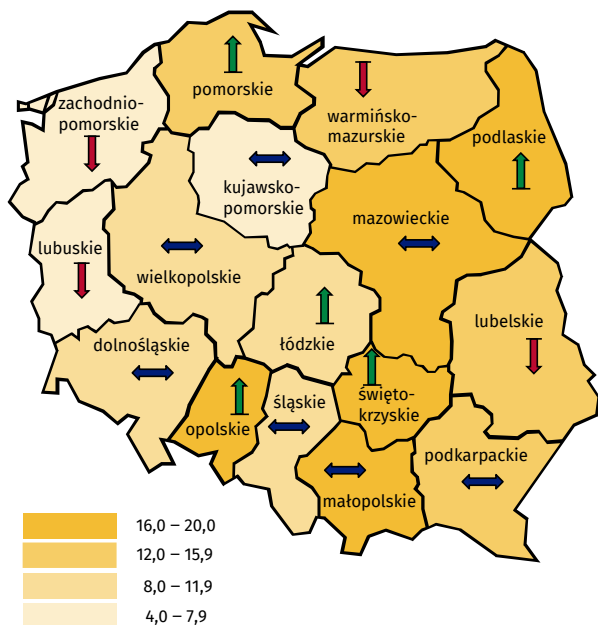 pomorskie
zachodnio-
pomorskie
warmińsko-
mazurskie
podlaskie
kujawsko-
pomorskie
mazowieckie
lubuskie
wielkopolskie
łódzkie
lubelskie
dolnośląskie
opolskie
śląskie
święto-
krzyskie
małopolskie
podkarpackie
16,0 – 20,0
12,0 – 15,9
8,0 – 11,9
4,0 – 7,9